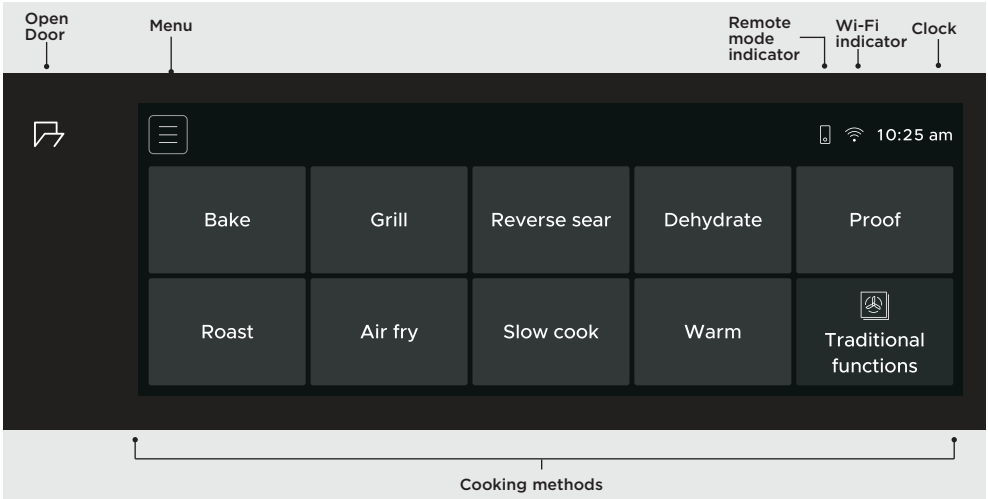 Open
Door
Menu
Remote
mode
indicator
Wi-Fi
indicator
Clock
10:25 am
Bake
Grill
Reverse sear
Dehydrate
Proof
Roast
Air fry
Slow cook
Warm
Traditional
functions
Cooking methods